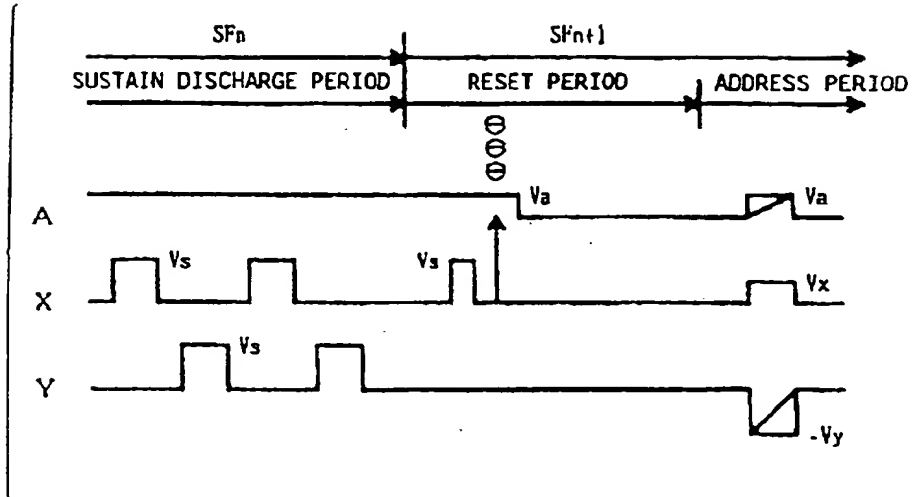 SFn SFn+1
SUSTAIN DISCHARGE PERIOD RESET PERIOD ADDRESS PERIOD
⊖
⊖
⊖
A Va Va
X Vs Vs Vx
Y Vs -Vy